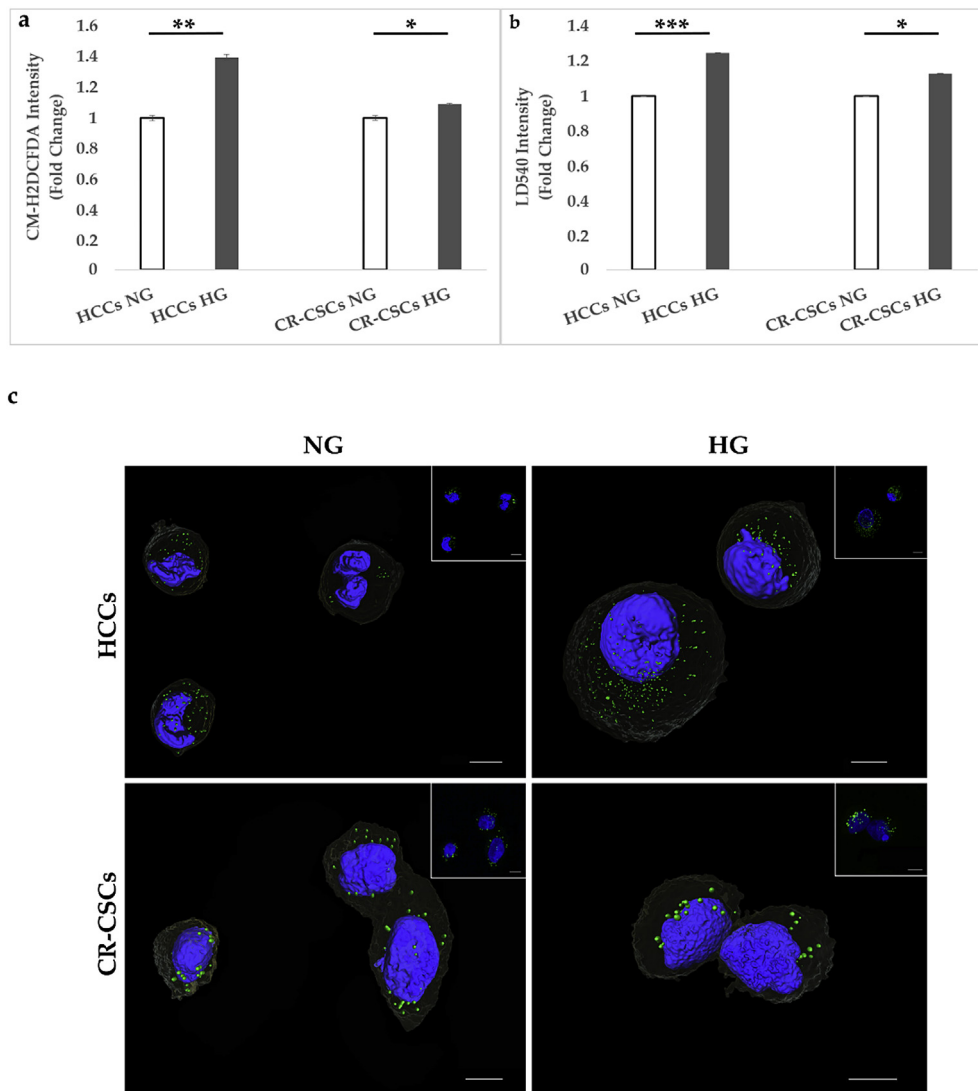 a
CM-H2DCFDA Intensity
(Fold Change)
1.6
1.4
1.2
1
0.8
0.6
0.4
0.2
0
**
*
HCCs NG
HCCs HG
CR-CSCs NG
CR-CSCs HG
b
LD540 Intensity
(Fold Change)
1.4
1.2
1
0.8
0.6
0.4
0.2
0
***
*
HCCs NG
HCCs HG
CR-CSCs NG
CR-CSCs HG
c
NG
HG
HCCs
CR-CSCs